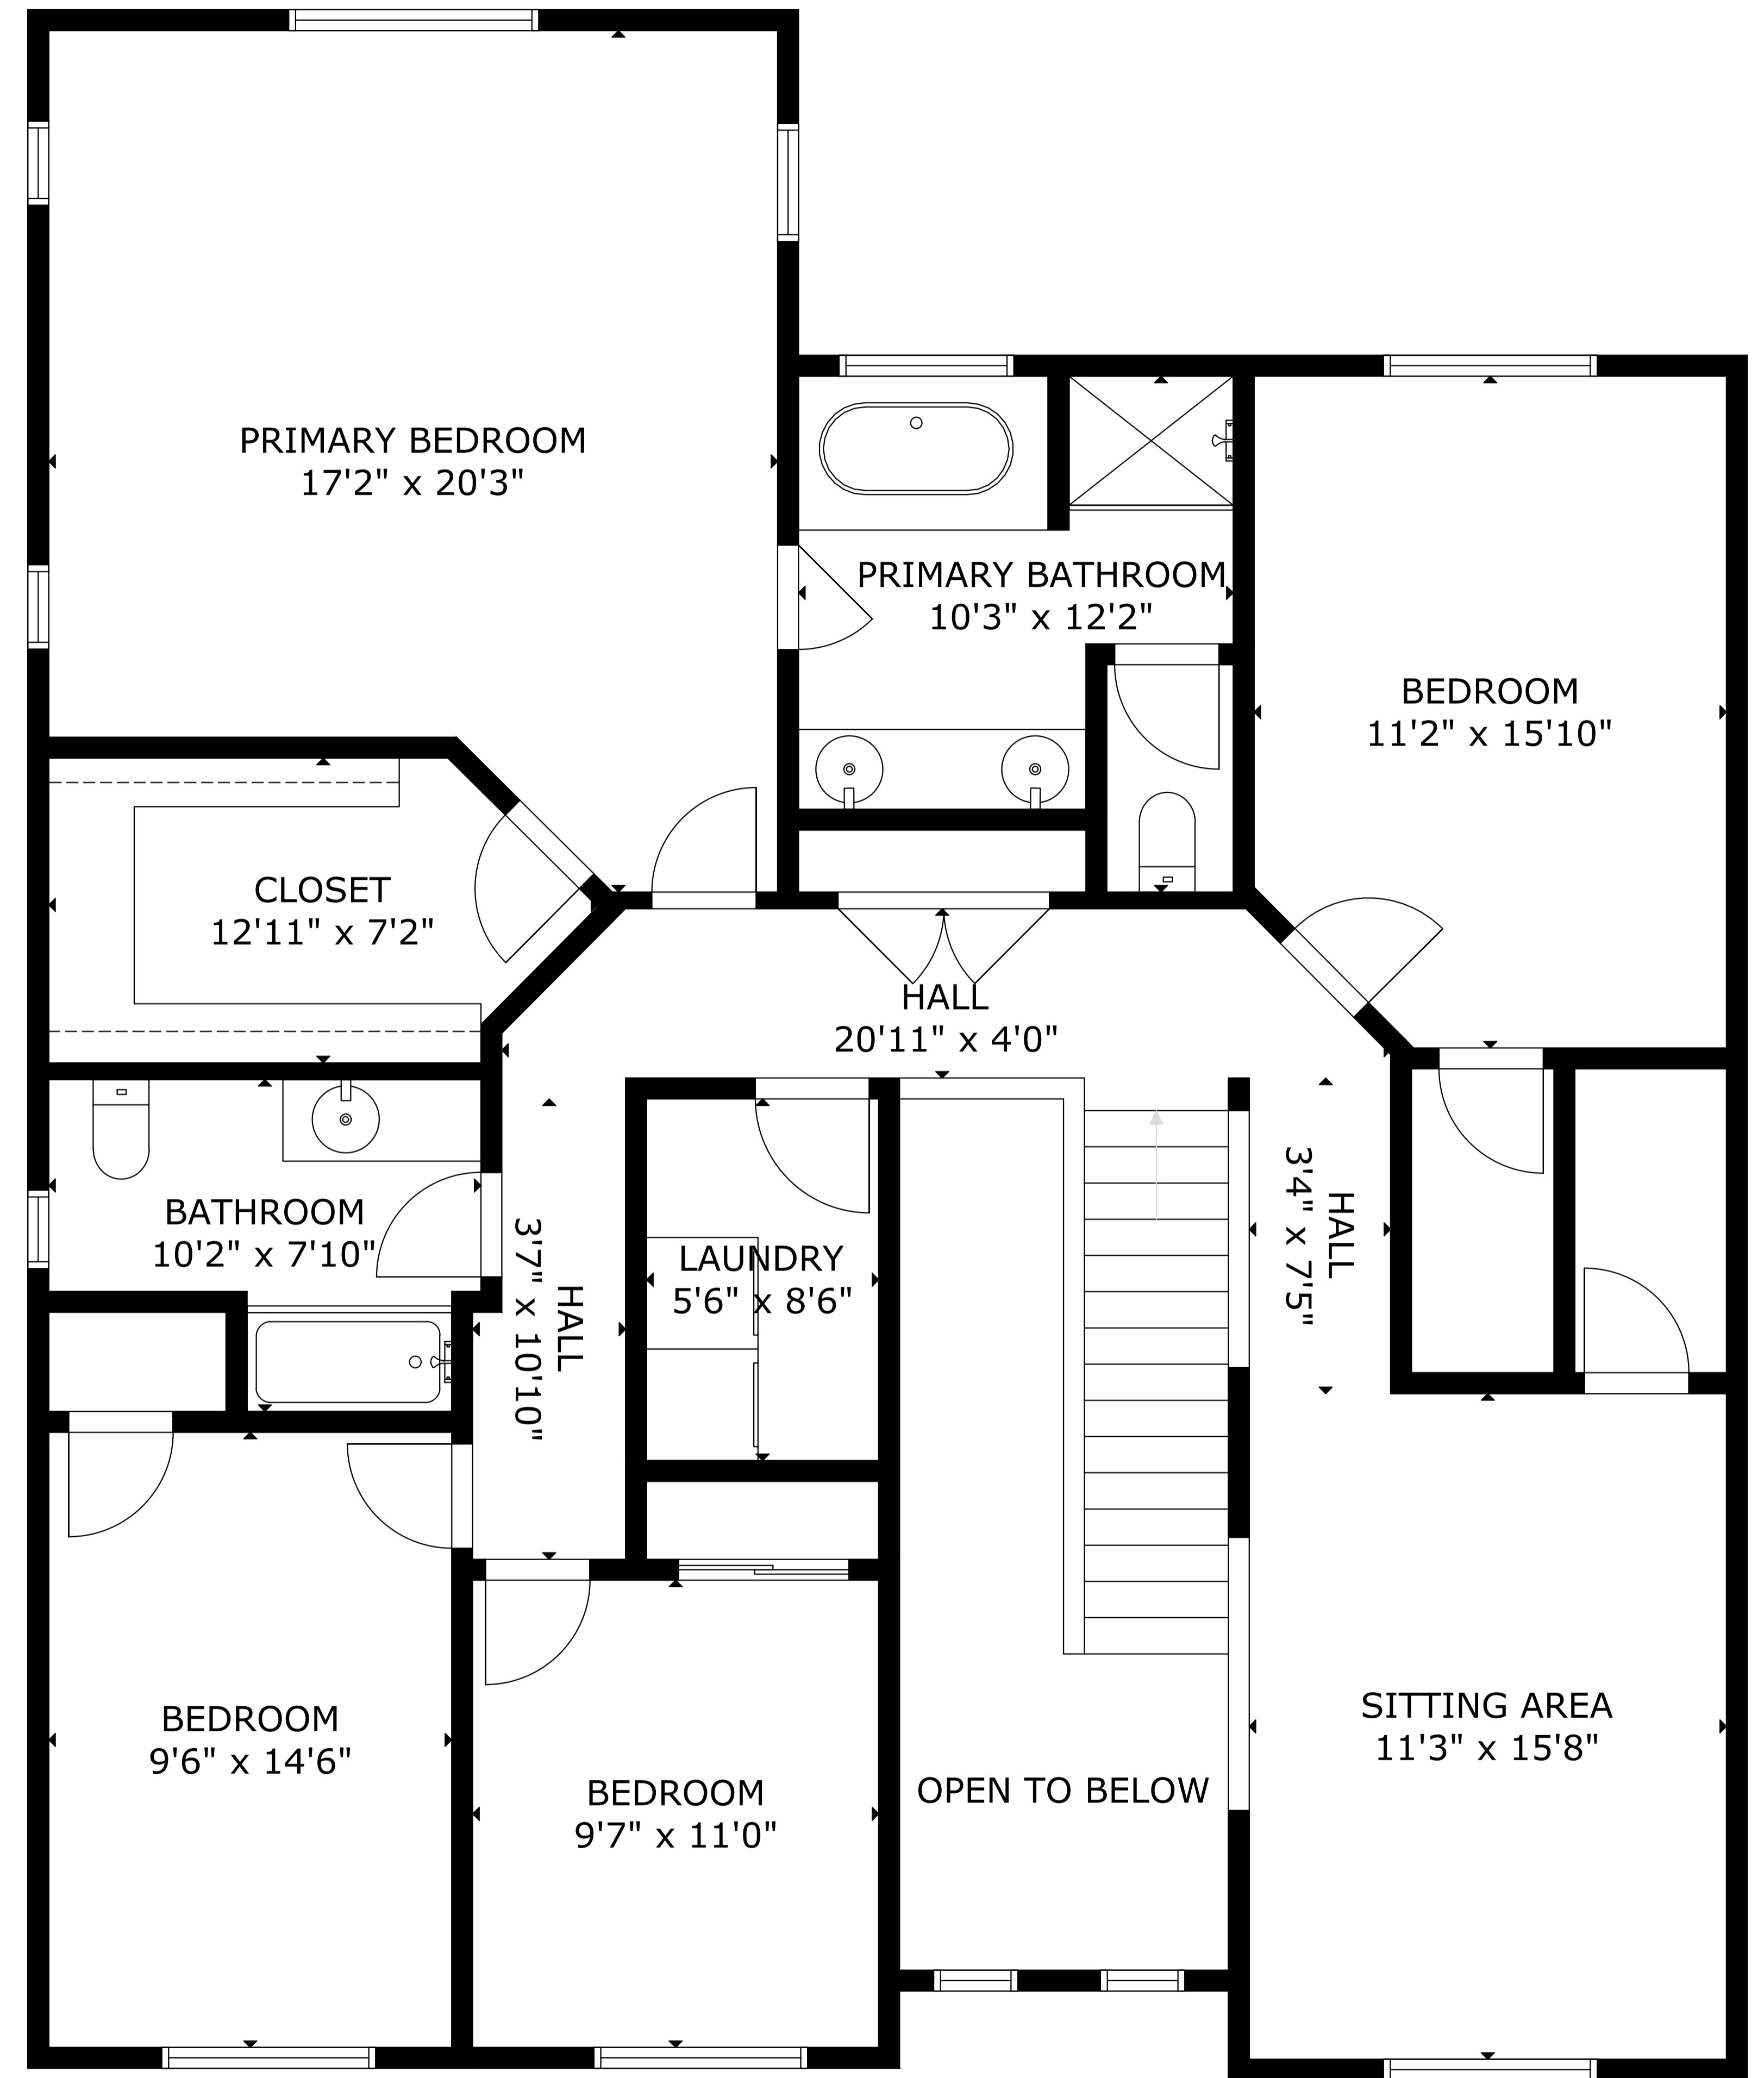 PRIMARY BEDROOM
17'2" x 20'3"
PRIMARY BATHROOM
10'3" x 12'2"
BEDROOM
11'2" x 15'10"
CLOSET
12'11" x 7'2"
HALL
20'11" x 4'0"
BATHROOM
10'2" x 7'10"
HALL
3'7" x 10'10"
LAUNDRY
5'6" x 8'6"
HALL
3'4" x 7'5"
BEDROOM
9'6" x 14'6"
BEDROOM
9'7" x 11'0"
OPEN TO BELOW
SITTING AREA
11'3" x 15'8"